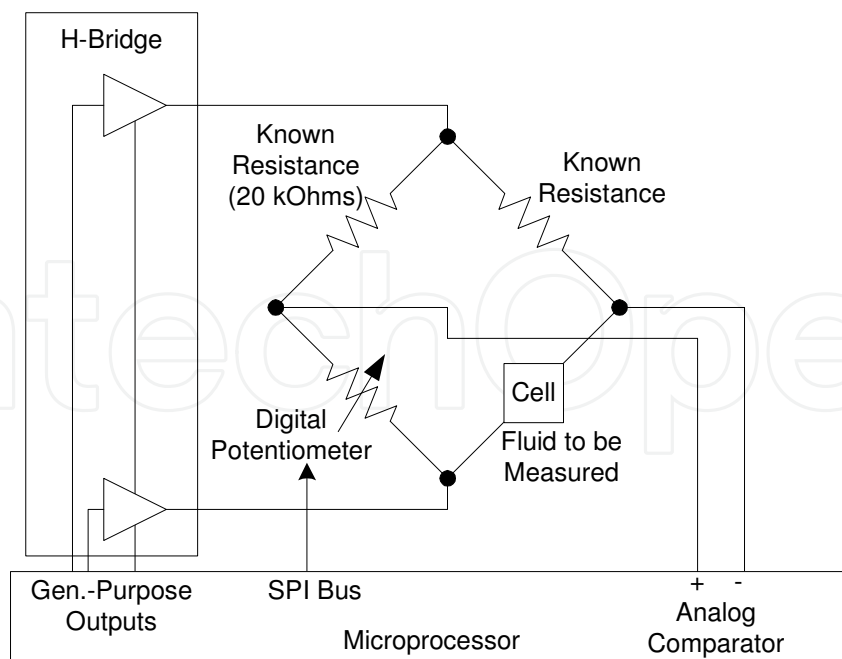 H-Bridge
Known
Resistance
(20 kOhms)
Known
Resistance
Digital
Potentiometer
Cell
Fluid to be
Measured
Gen.-Purpose
Outputs
SPI Bus
+ -
Analog
Comparator
Microprocessor
ntechOpe